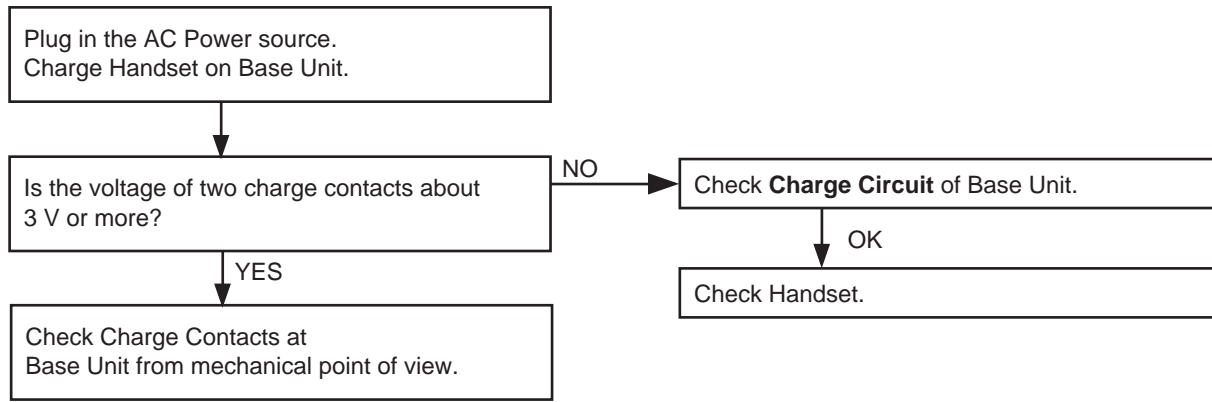 Plug in the AC Power source.
Charge Handset on Base Unit.
Is the voltage of two charge contacts about
3 V or more?
NO
Check Charge Circuit of Base Unit.
OK
Check Handset.
YES
Check Charge Contacts at
Base Unit from mechanical point of view.